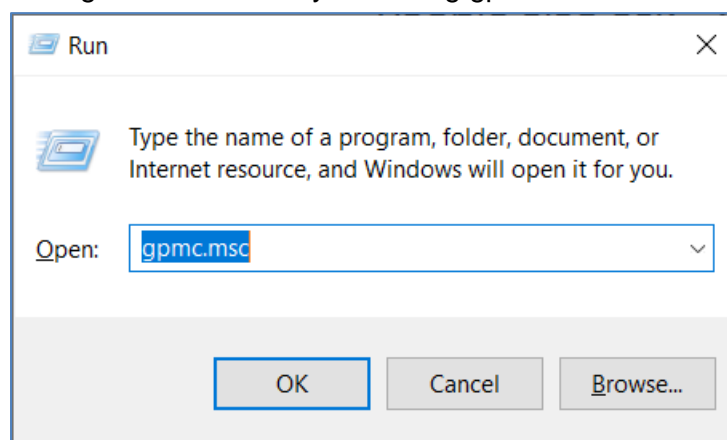 Run
Type the name of a program, folder, document, or
Internet resource, and Windows will open it for you.
Open: gpmc.msc
OK Cancel Browse...